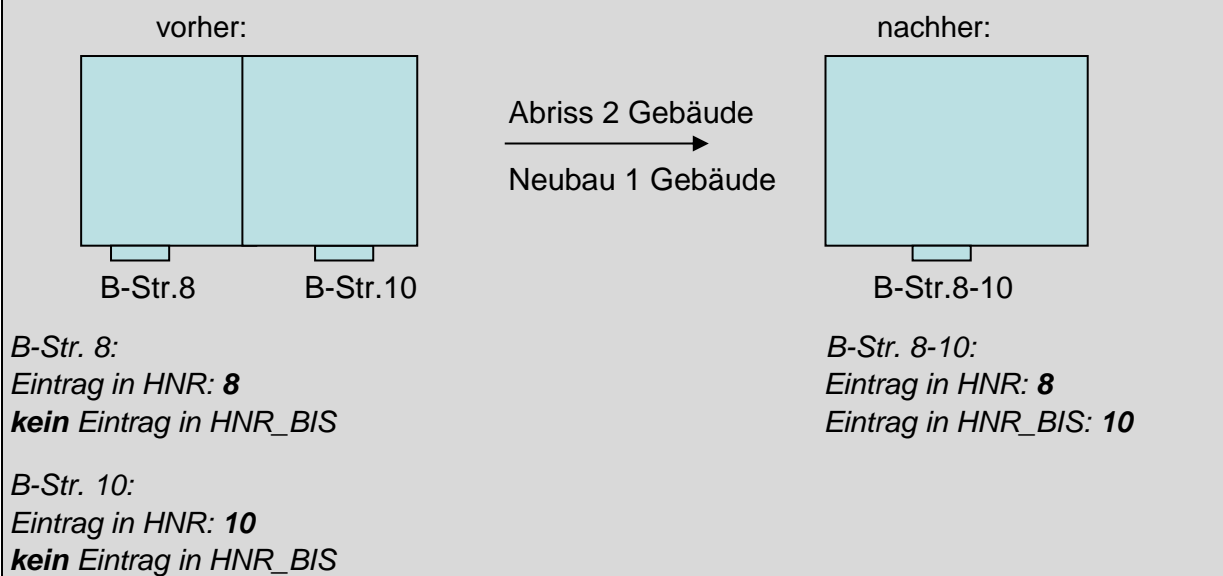 vorher:
nachher:
Abriss 2 Gebäude
Neubau 1 Gebäude
B-Str.8
B-Str.10
B-Str.8-10
B-Str. 8:
Eintrag in HNR: 8
kein Eintrag in HNR_BIS
B-Str. 10:
Eintrag in HNR: 10
kein Eintrag in HNR_BIS
B-Str. 8-10:
Eintrag in HNR: 8
Eintrag in HNR_BIS: 10